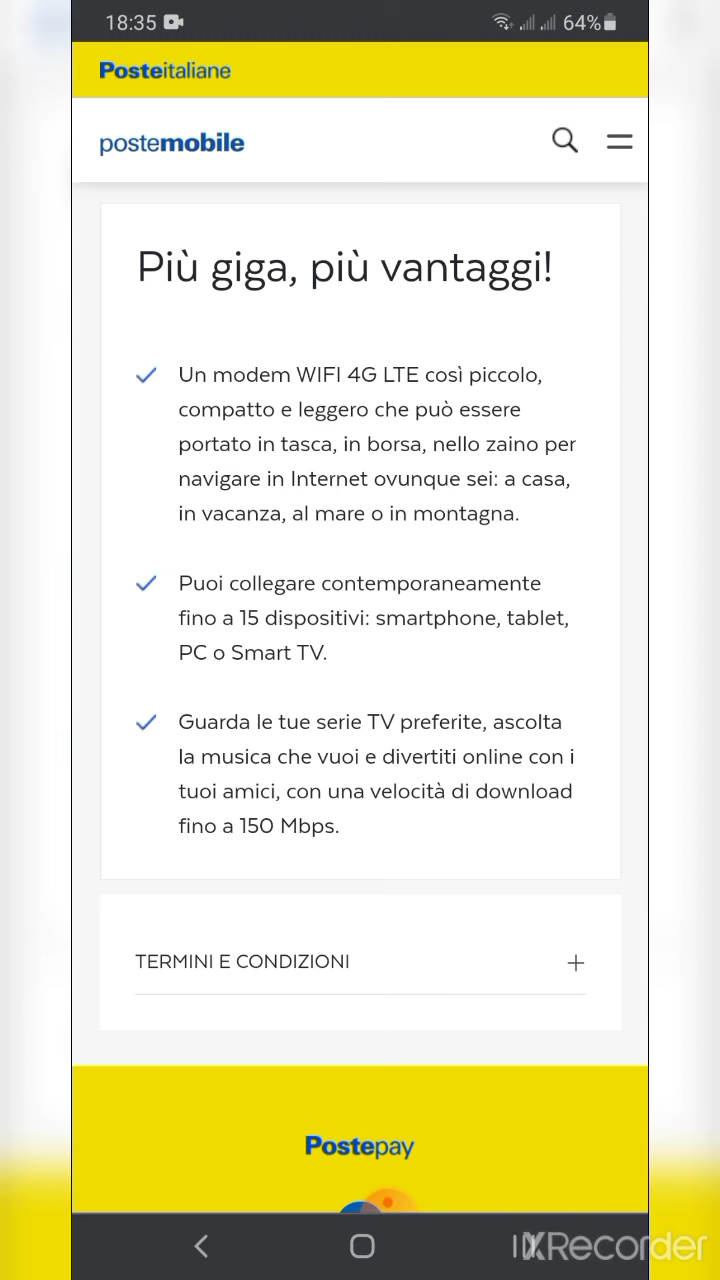 18:35 64%
Posteitaliane
postemobile
Più giga, più vantaggi!
Un modem WIFI 4G LTE così piccolo,
compatto e leggero che può essere
portato in tasca, in borsa, nello zaino per
navigare in Internet ovunque sei: a casa,
in vacanza, al mare o in montagna.
Puoi collegare contemporaneamente
fino a 15 dispositivi: smartphone, tablet,
PC o Smart TV.
Guarda le tue serie TV preferite, ascolta
la musica che vuoi e divertiti online con i
tuoi amici, con una velocità di download
fino a 150 Mbps.
TERMINI E CONDIZIONI
Postepay
XRecorder